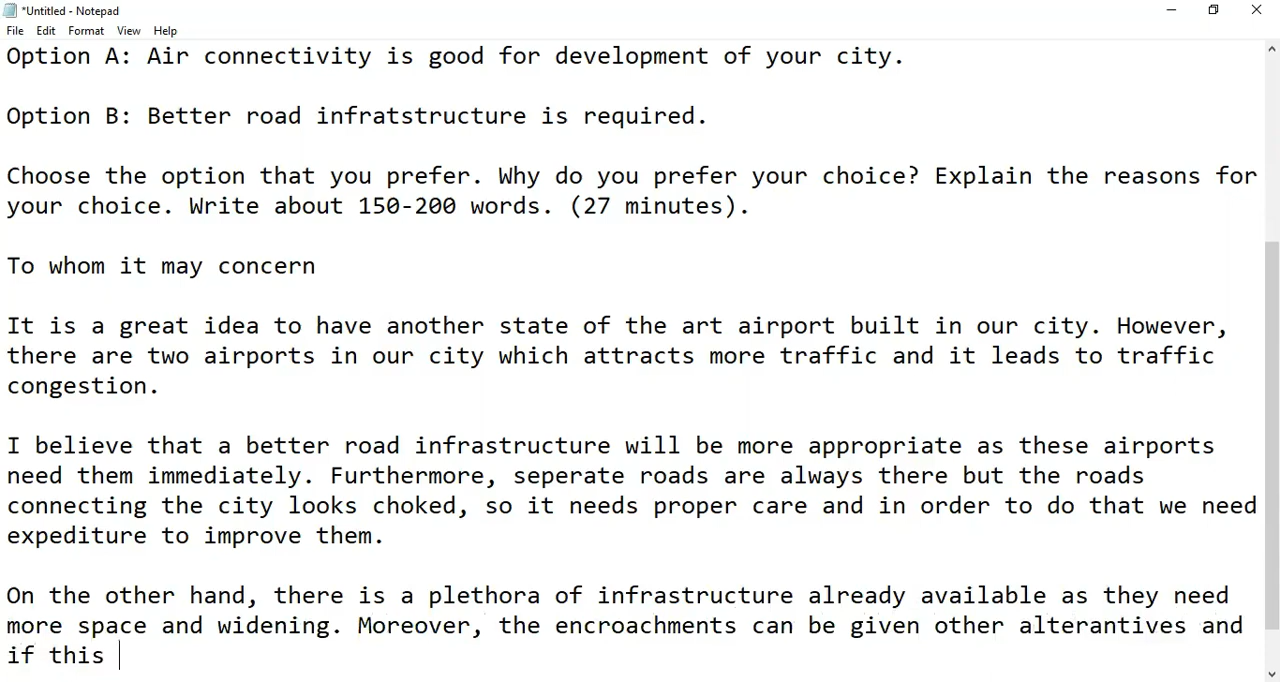 *Untitled - Notepad
File Edit Format View Help
Option A: Air connectivity is good for development of your city.
Option B: Better road infratstructure is required.
Choose the option that you prefer. Why do you prefer your choice? Explain the reasons for
your choice. Write about 150-200 words. (27 minutes).
To whom it may concern
It is a great idea to have another state of the art airport built in our city. However,
there are two airports in our city which attracts more traffic and it leads to traffic
congestion.
I believe that a better road infrastructure will be more appropriate as these airports
need them immediately. Furthermore, seperate roads are always there but the roads
connecting the city looks choked, so it needs proper care and in order to do that we need
expediture to improve them.
On the other hand, there is a plethora of infrastructure already available as they need
more space and widening. Moreover, the encroachments can be given other alterantives and
if this